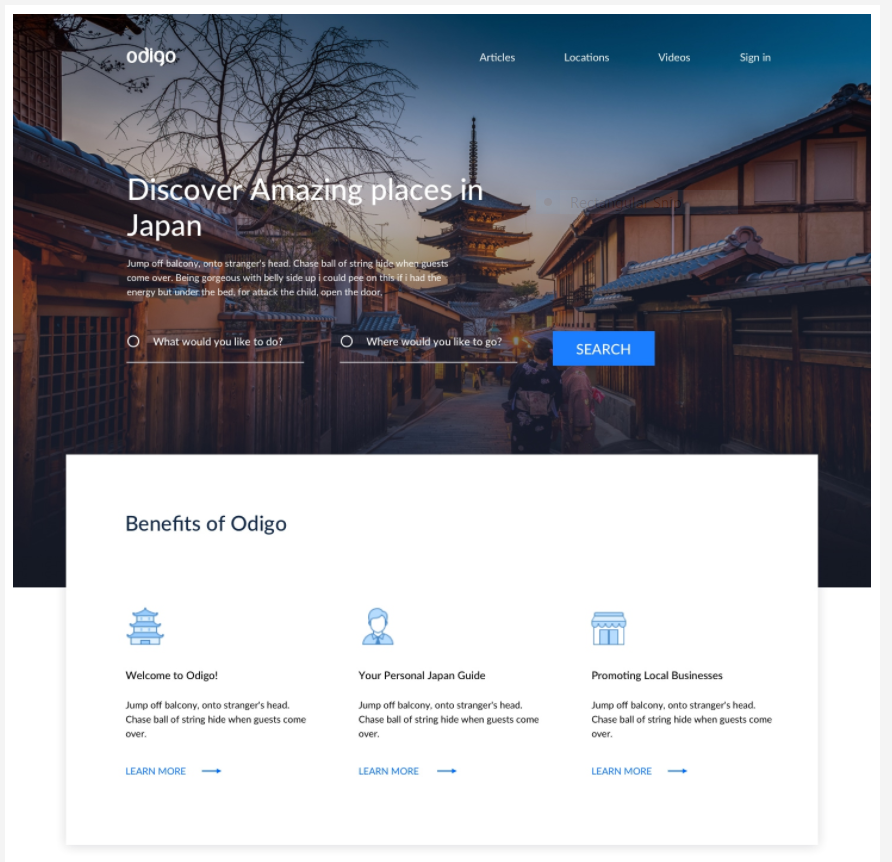 odigo
Articles Locations Videos Sign in
Discover Amazing places in
Japan
Jump off balcony, onto stranger's head. Chase ball of string hide when guests
come over. Being gorgeous with belly side up i could pee on this if i had the
energy but under the bed, for attack the child, open the door,
What would you like to do?
Where would you like to go?
SEARCH
Benefits of Odigo
Welcome to Odigo!
Jump off balcony, onto stranger's head.
Chase ball of string hide when guests come
over.
LEARN MORE
Your Personal Japan Guide
Jump off balcony, onto stranger's head.
Chase ball of string hide when guests come
over.
LEARN MORE
Promoting Local Businesses
Jump off balcony, onto stranger's head.
Chase ball of string hide when guests come
over.
LEARN MORE